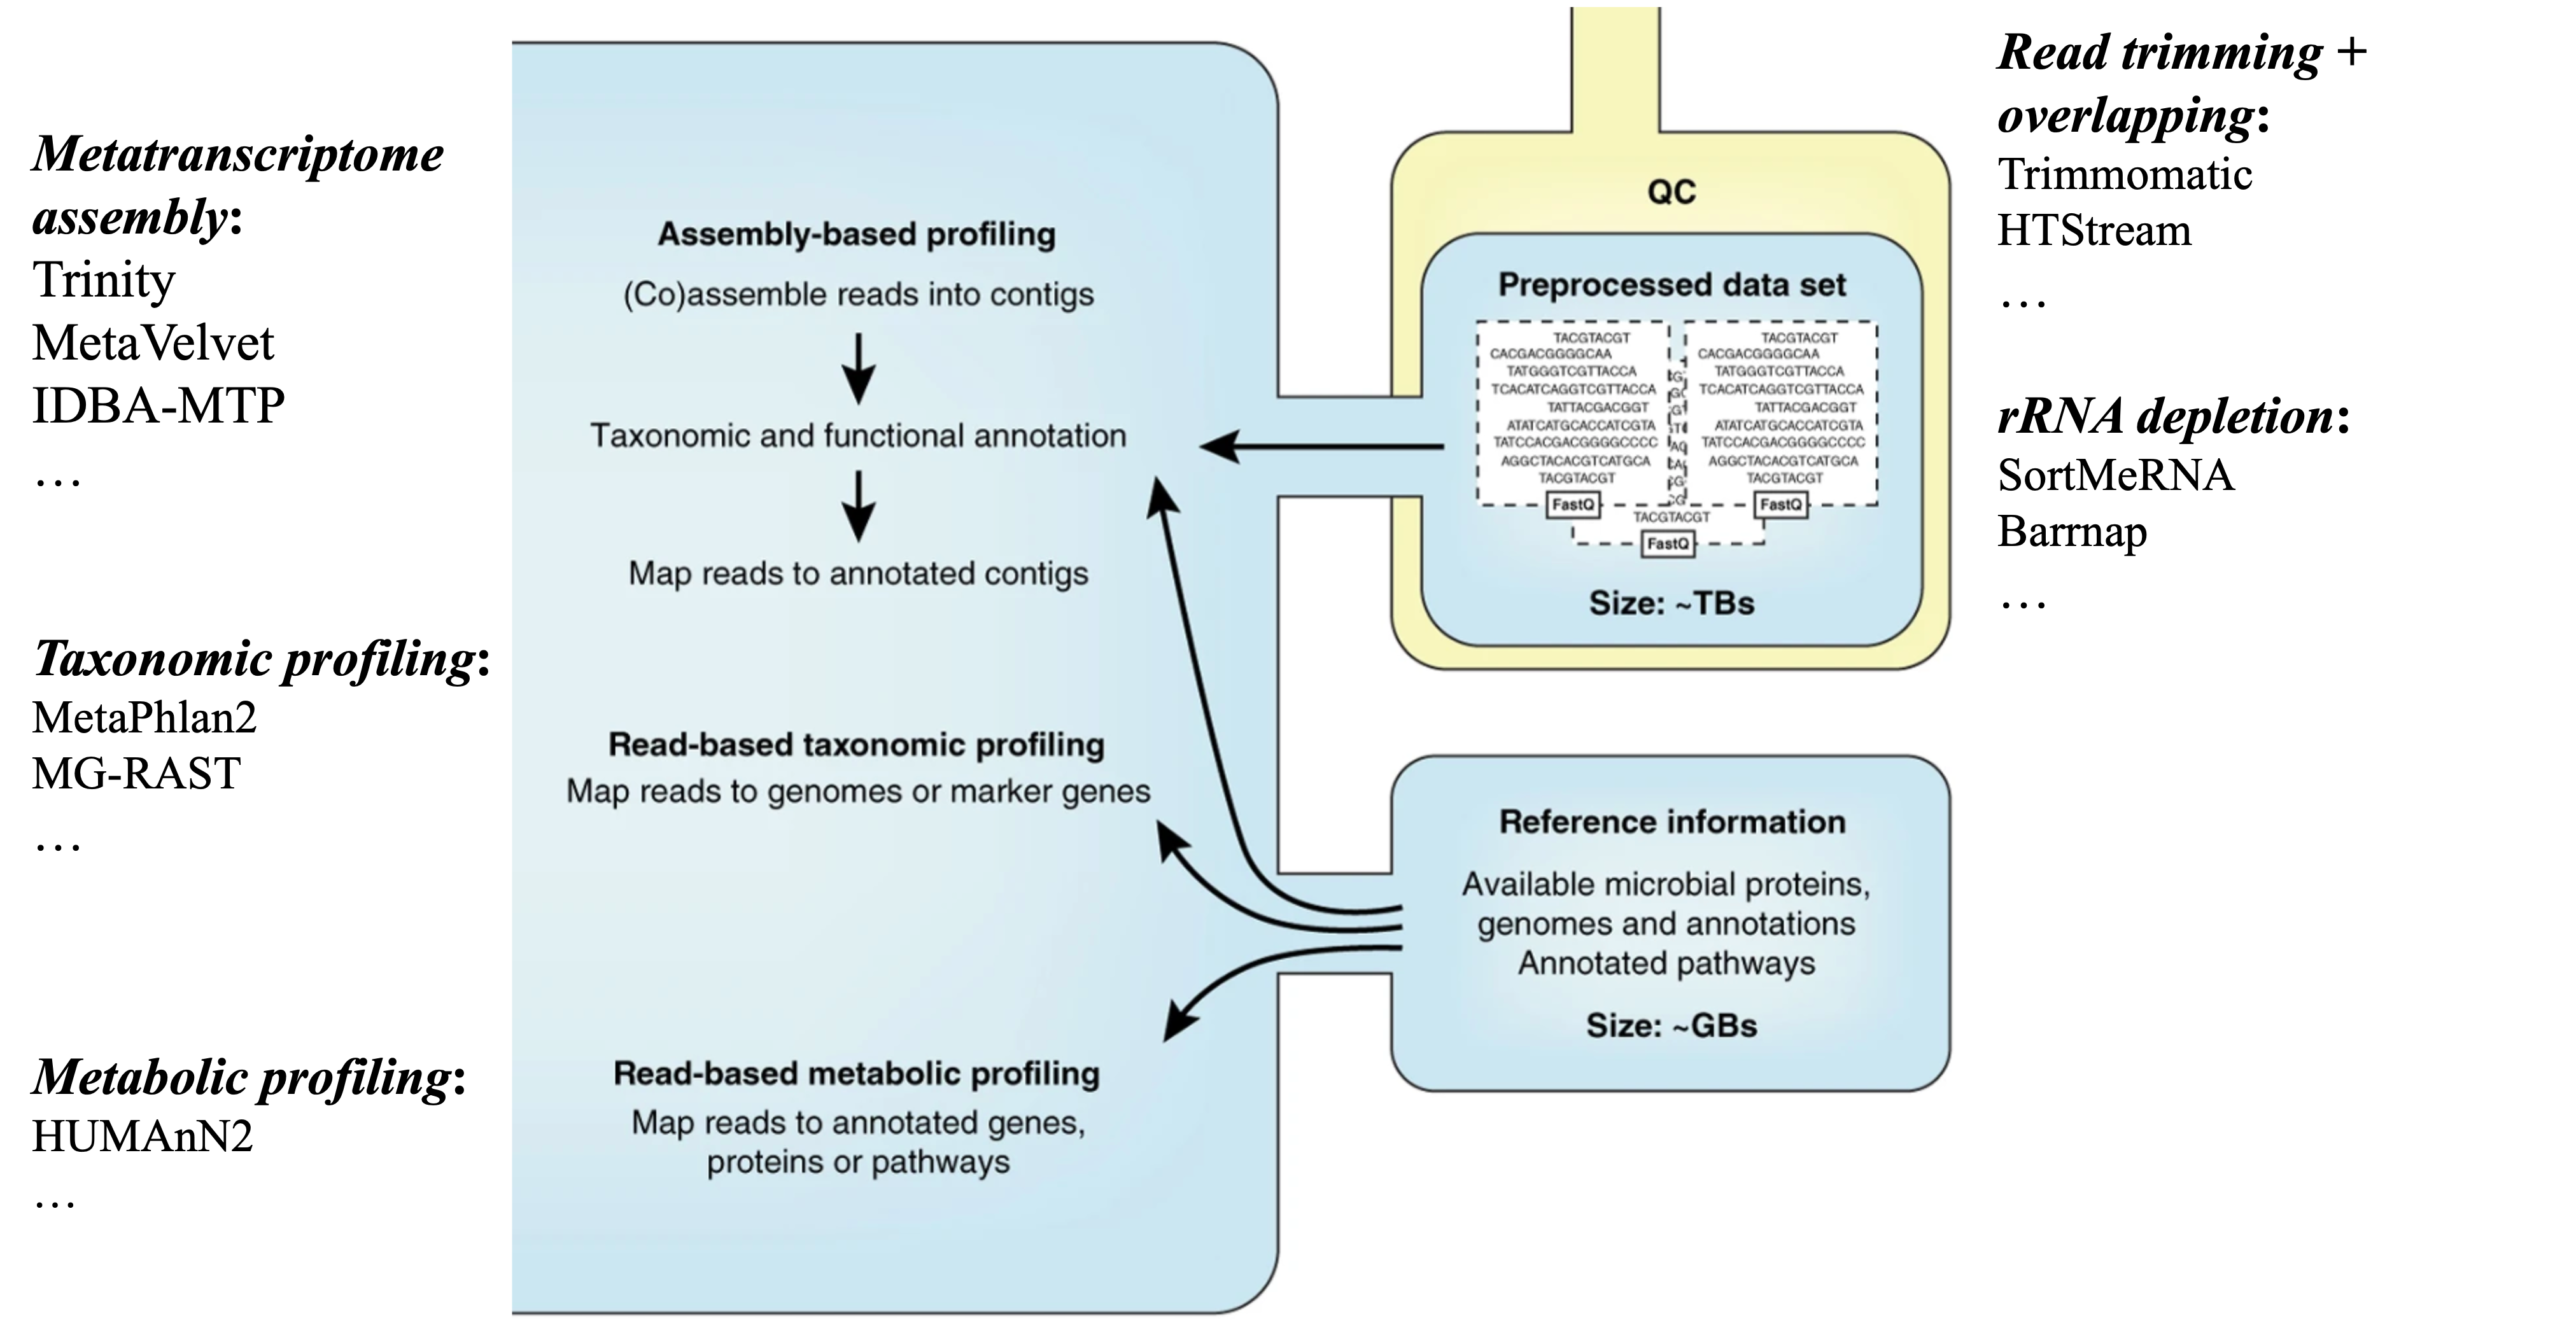 Metatranscriptome
assembly:
Trinity
MetaVelvet
IDBA-MTP
…
Taxonomic profiling:
MetaPhlan2
MG-RAST
…
Metabolic profiling:
HUMAnN2
…
Assembly-based profiling
(Co)assemble reads into contigs
Taxonomic and functional annotation
Map reads to annotated contigs
Read-based taxonomic profiling
Map reads to genomes or marker genes
Read-based metabolic profiling
Map reads to annotated genes,
proteins or pathways
QC
Preprocessed data set
TACGTACGT
CACGACGGGGCAA
TATGGGTCGTTACCA
TCACATCAGGTCGTTACCA
TATTACGACGGT
ATATCATGCACCATCGTA
TATCCACGACGGGGCCCC
AGGCTACACGTCATGCA
TACGTACGT
FastQ
TACGTACGT
CACGACGGGGCAA
TATGGGTCGTTACCA
TCACATCAGGTCGTTACCA
TATTACGACGGT
ATATCATGCACCATCGTA
TATCCACGACGGGGCCCC
AGGCTACACGTCATGCA
TACGTACGT
FastQ
TACGTACGT
FastQ
Size: ~TBs
Reference information
Available microbial proteins,
genomes and annotations
Annotated pathways
Size: ~GBs
Read trimming +
overlapping:
Trimmomatic
HTStream
…
rRNA depletion:
SortMeRNA
Barrnap
…